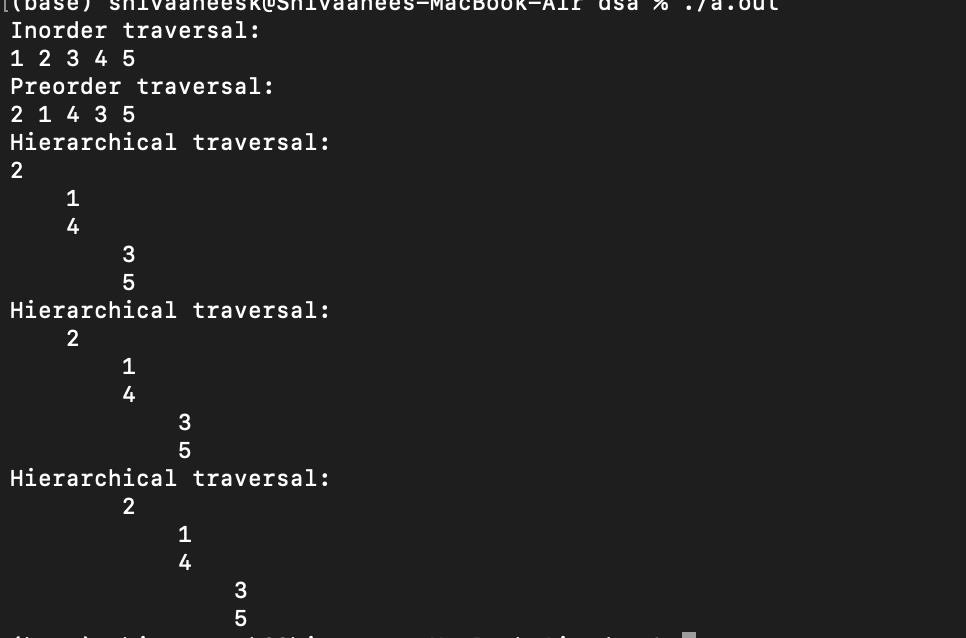 (base) shivaaneesk@Shivaanees-MacBook-Air dsa % ./a.out
Inorder traversal:
1 2 3 4 5
Preorder traversal:
2 1 4 3 5
Hierarchical traversal:
2
    1
    4
        3
        5
Hierarchical traversal:
    2
        1
        4
            3
            5
Hierarchical traversal:
        2
            1
            4
                3
                5